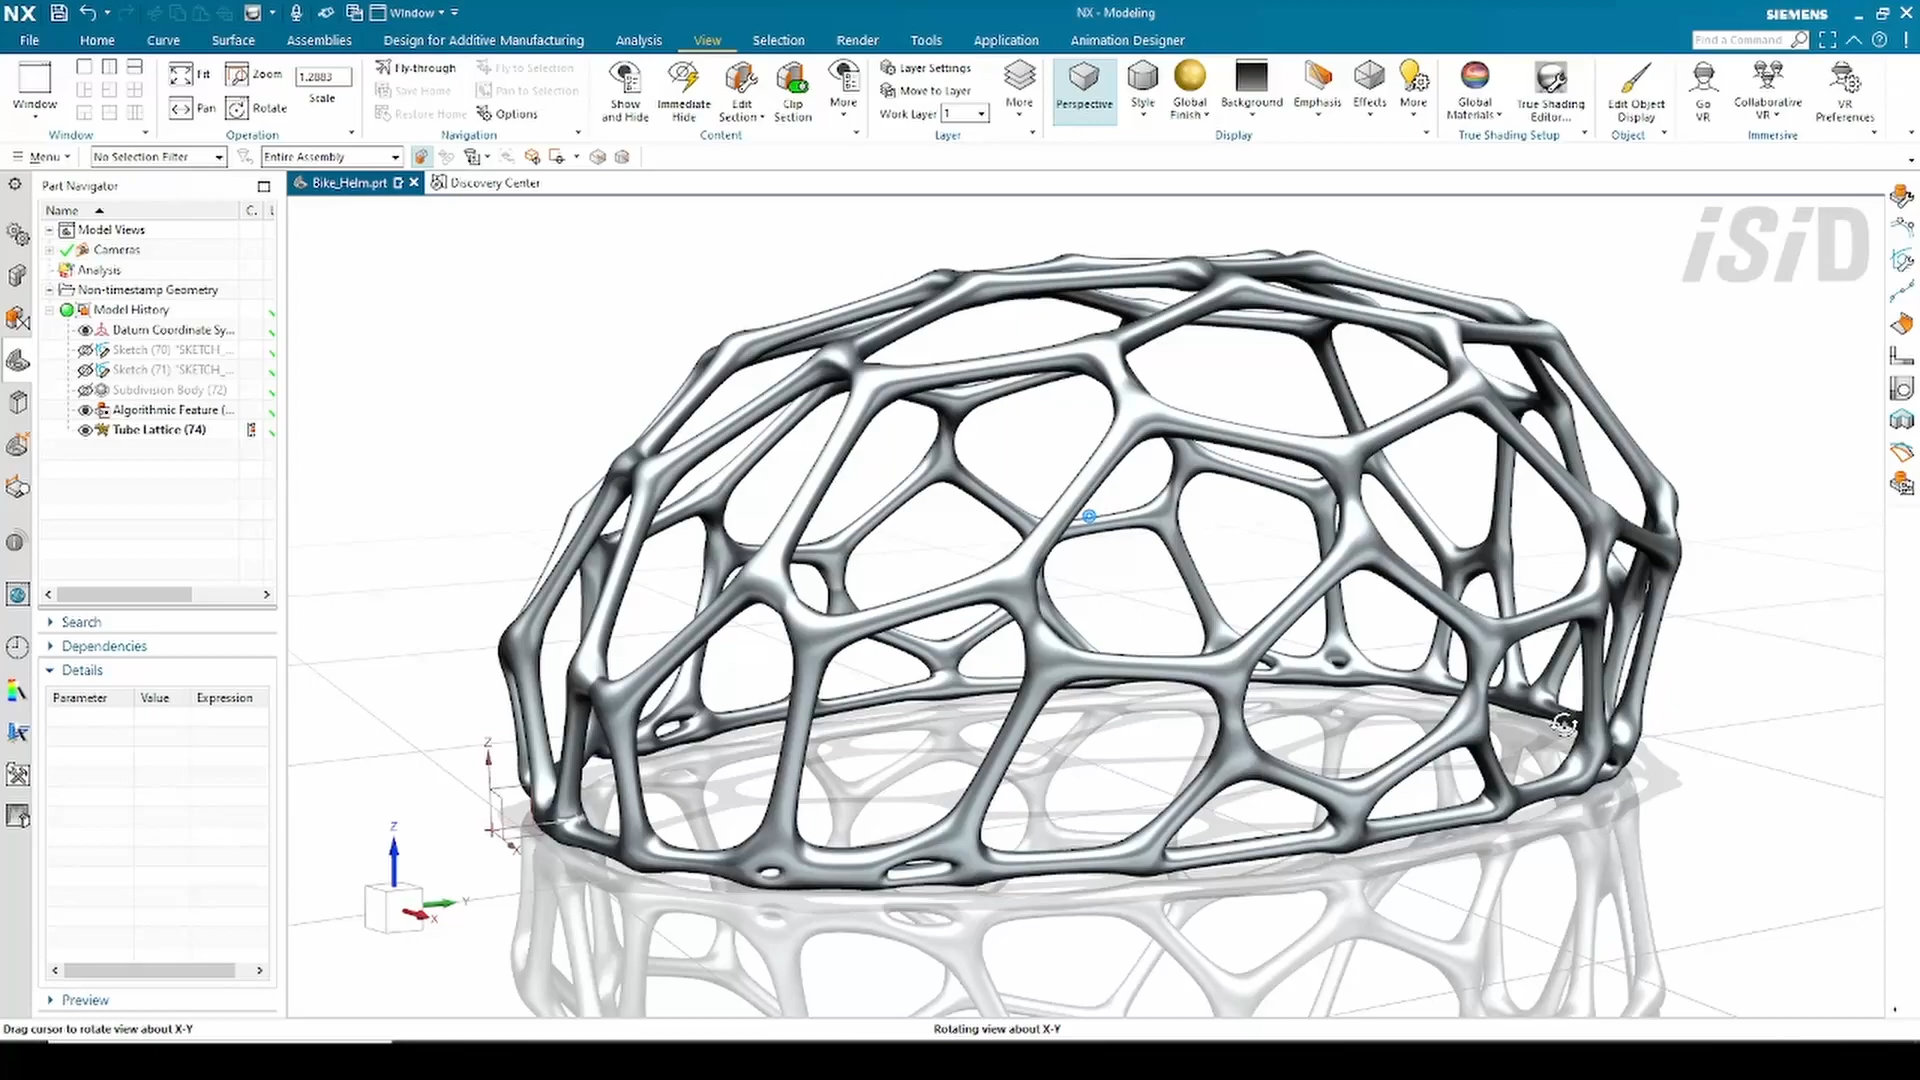 NX Window NX - Modeling SIEMENS
File Home Curve Surface Assemblies Design for Additive Manufacturing Analysis View Selection Render Tools Application Animation Designer Find a Command
Window
Fit Zoom 1.2883
Pan Rotate Scale
Fly-through Fly to Selection
Save Home Pan to Selection
Restore Home Options
Show and Hide
Immediate Hide
Edit Section
Clip Section
More
Layer Settings
Move to Layer
Work Layer 1
More
Perspective
Style
Global Finish
Background
Emphasis
Effects
More
Global Materials
True Shading Editor...
Edit Object Display
Go VR
Collaborative VR
VR Preferences
Window Operation Navigation Content Layer Display True Shading Setup Object Immersive
Menu No Selection Filter Entire Assembly
Part Navigator
Bike_Helm.prt Discovery Center
Name C.
Model Views
Cameras
Analysis
Non-timestamp Geometry
Model History
Datum Coordinate Sy...
Sketch (70) "SKETCH_...
Sketch (71) "SKETCH_...
Subdivision Body (72)
Algorithmic Feature (...
Tube Lattice (74)
iSiD
Search
Dependencies
Details
Parameter Value Expression
Preview
Z
X
Z
Y
X
Drag cursor to rotate view about X-Y Rotating view about X-Y